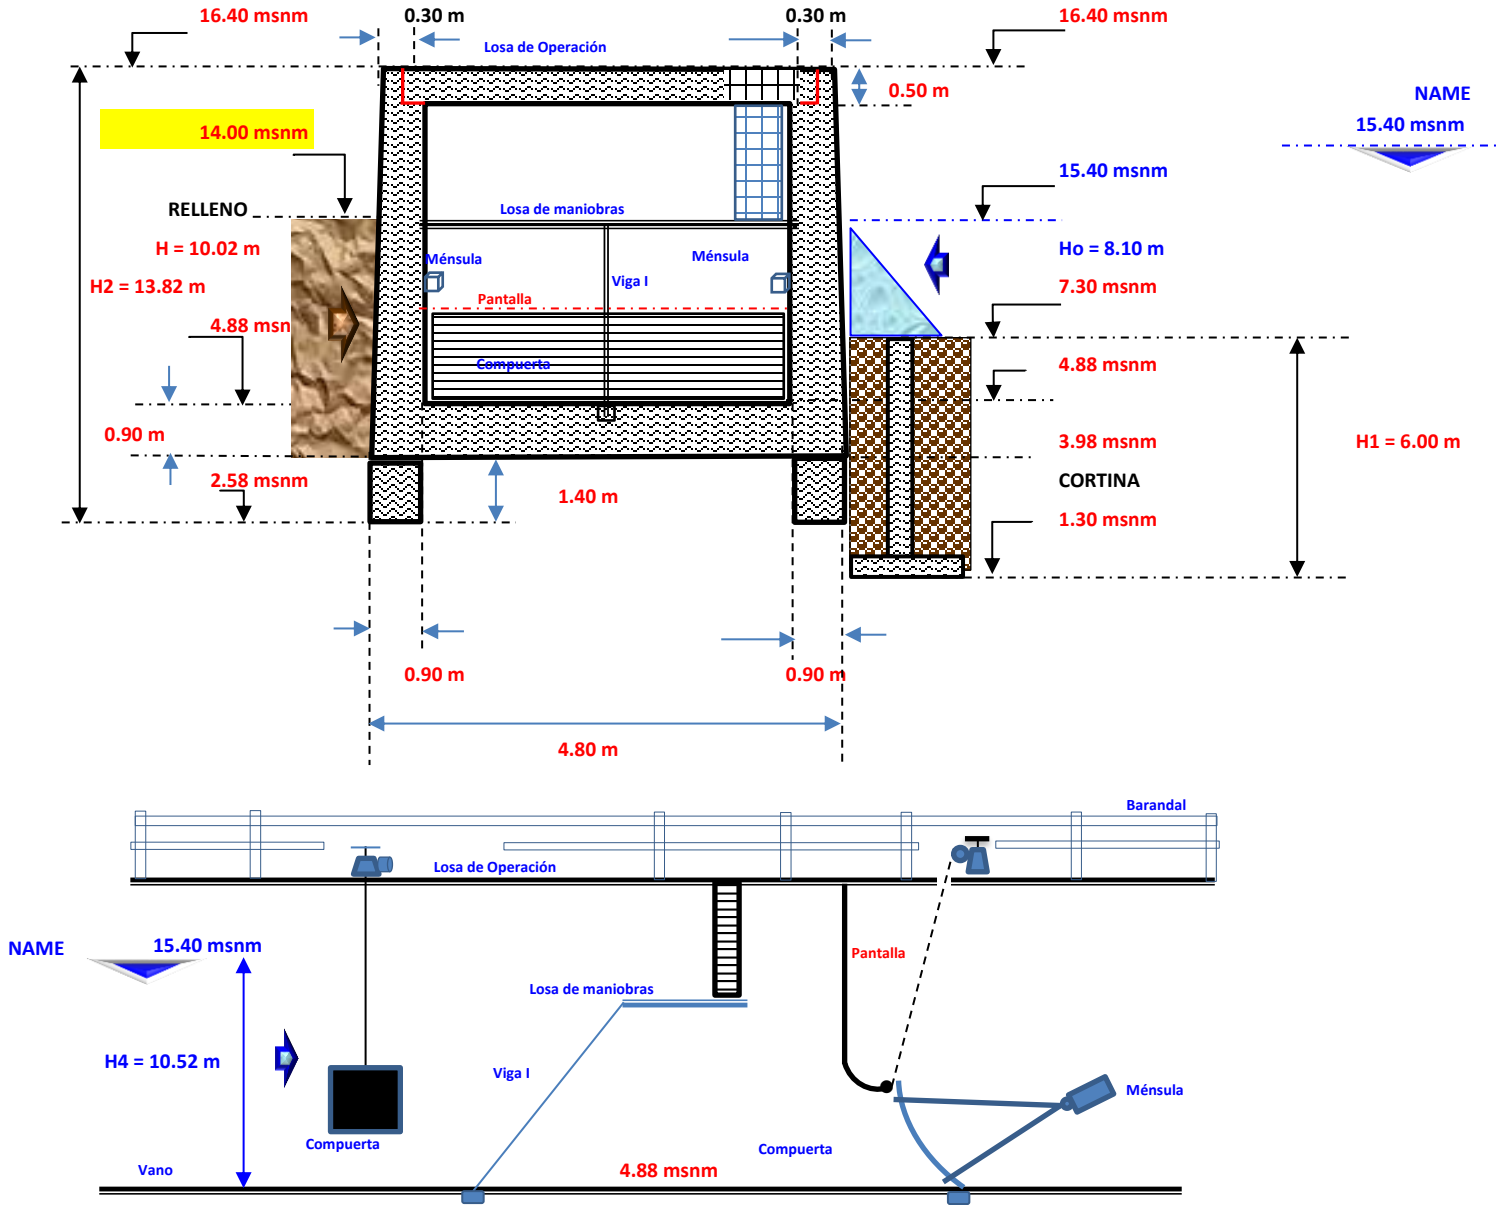 16.40 msnm
0.30 m
0.30 m
16.40 msnm
Losa de Operación
0.50 m
NAME
14.00 msnm
15.40 msnm
15.40 msnm
RELLENO
Losa de maniobras
H = 10.02 m
Ho = 8.10 m
Ménsula
Ménsula
H2 = 13.82 m
Viga I
7.30 msnm
Pantalla
4.88 msn
Compuerta
4.88 msnm
0.90 m
3.98 msnm
H1 = 6.00 m
2.58 msnm
CORTINA
1.40 m
1.30 msnm
0.90 m
0.90 m
4.80 m
Barandal
Losa de Operación
NAME
15.40 msnm
Pantalla
Losa de maniobras
H4 = 10.52 m
Viga I
Ménsula
Compuerta
Compuerta
Vano
4.88 msnm